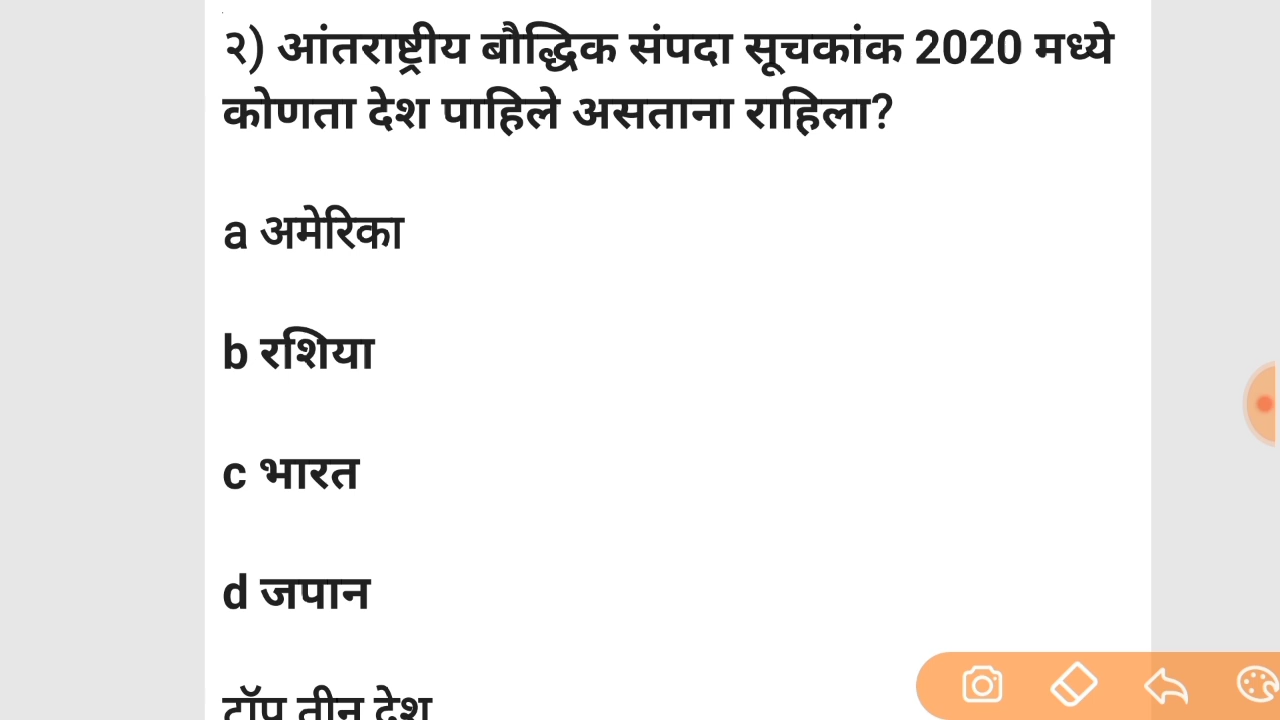 २) आंतराष्ट्रीय बौद्धिक संपदा सूचकांक 2020 मध्ये
कोणता देश पाहिले असताना राहिला?
a अमेरिका
b रशिया
c भारत
d जपान
टॉप तीन देश